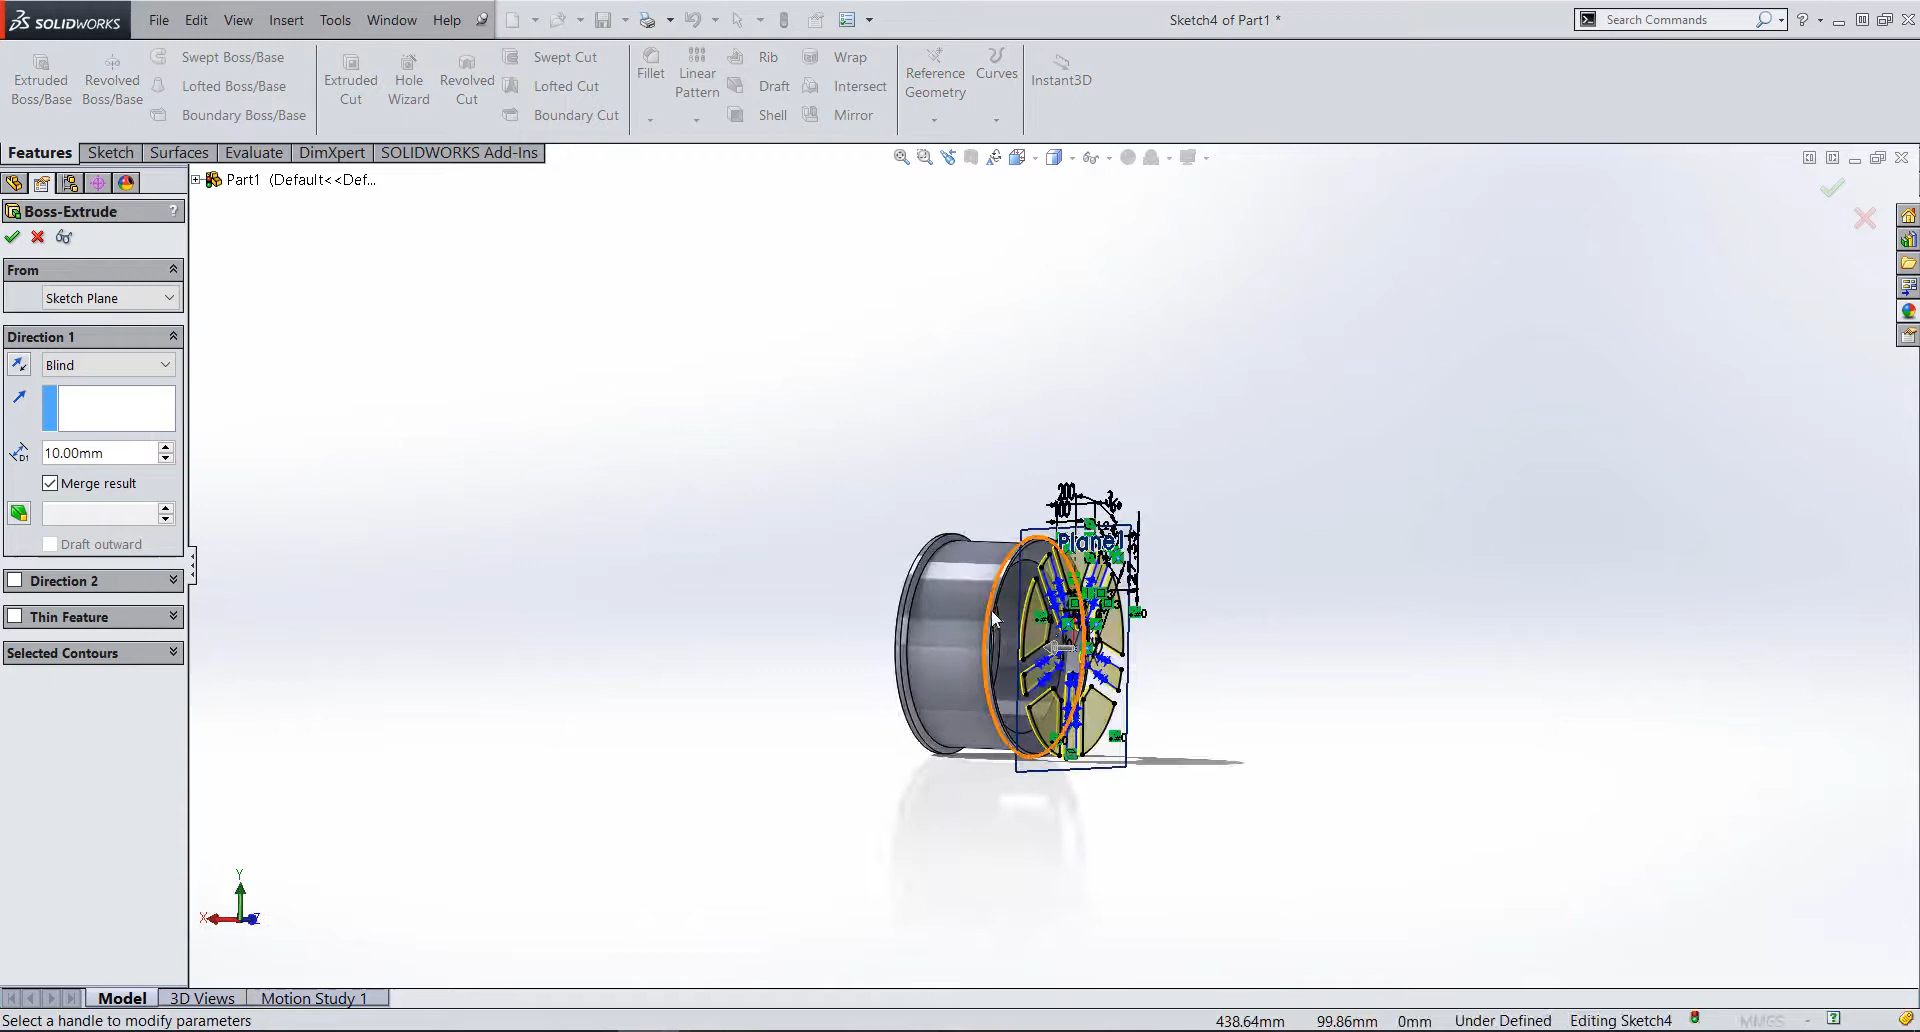 SOLIDWORKS File Edit View Insert Tools Window Help Sketch4 of Part1 * Search Commands ?
Extruded Boss/Base
Revolved Boss/Base
Swept Boss/Base
Lofted Boss/Base
Boundary Boss/Base
Extruded Cut
Hole Wizard
Revolved Cut
Swept Cut
Lofted Cut
Boundary Cut
Fillet
Linear Pattern
Rib
Draft
Shell
Wrap
Intersect
Mirror
Reference Geometry
Curves
Instant3D
Features Sketch Surfaces Evaluate DimXpert SOLIDWORKS Add-Ins
Part1 (Default<<Def...
Boss-Extrude ?
From
Sketch Plane
Direction 1
Blind
D1 10.00mm
Merge result
Draft outward
Direction 2
Thin Feature
Selected Contours
200
100
Plane1
Y
X Z
Model 3D Views Motion Study 1
Select a handle to modify parameters 438.64mm 99.86mm 0mm Under Defined Editing Sketch4 MMGS - ?